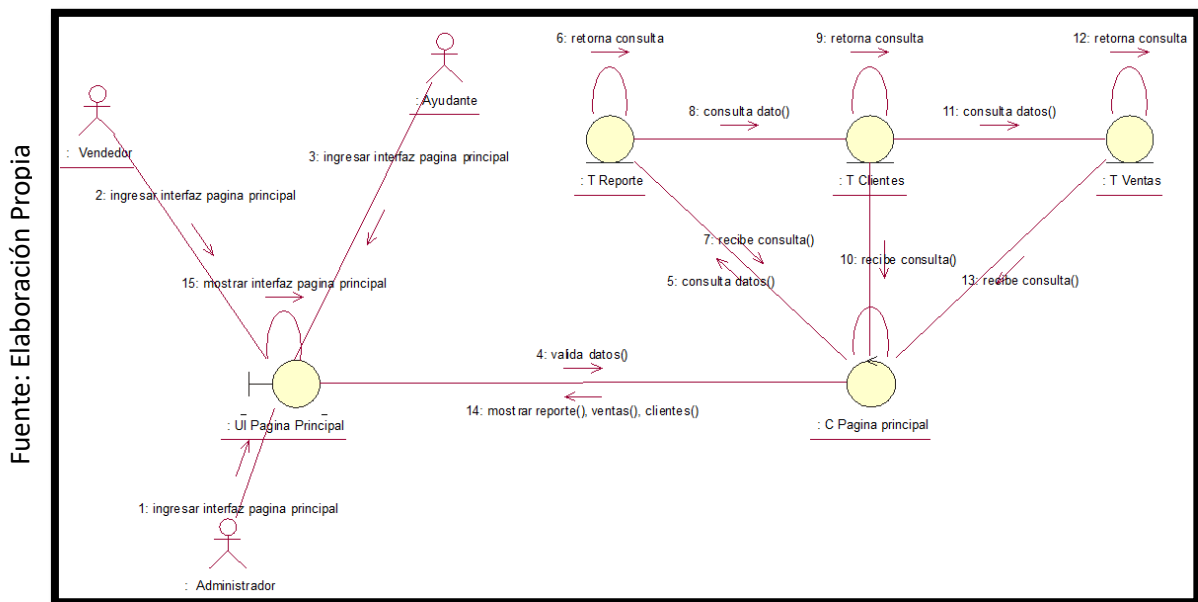 Fuente: Elaboración Propia
6: retorna consulta
9: retorna consulta
12: retorna consulta
: Ayudante
8: consulta dato()
11: consulta datos()
: Vendedor
3: ingresar interfaz pagina principal
: T Reporte
: T Clientes
: T Ventas
2: ingresar interfaz pagina principal
7: recibe consulta()
10: recibe consulta()
15: mostrar interfaz pagina principal
5: consulta datos()
13: recibe consulta()
4: valida datos()
14: mostrar reporte(), ventas(), clientes()
: UI Pagina Principal
: C Pagina principal
1: ingresar interfaz pagina principal
: Administrador